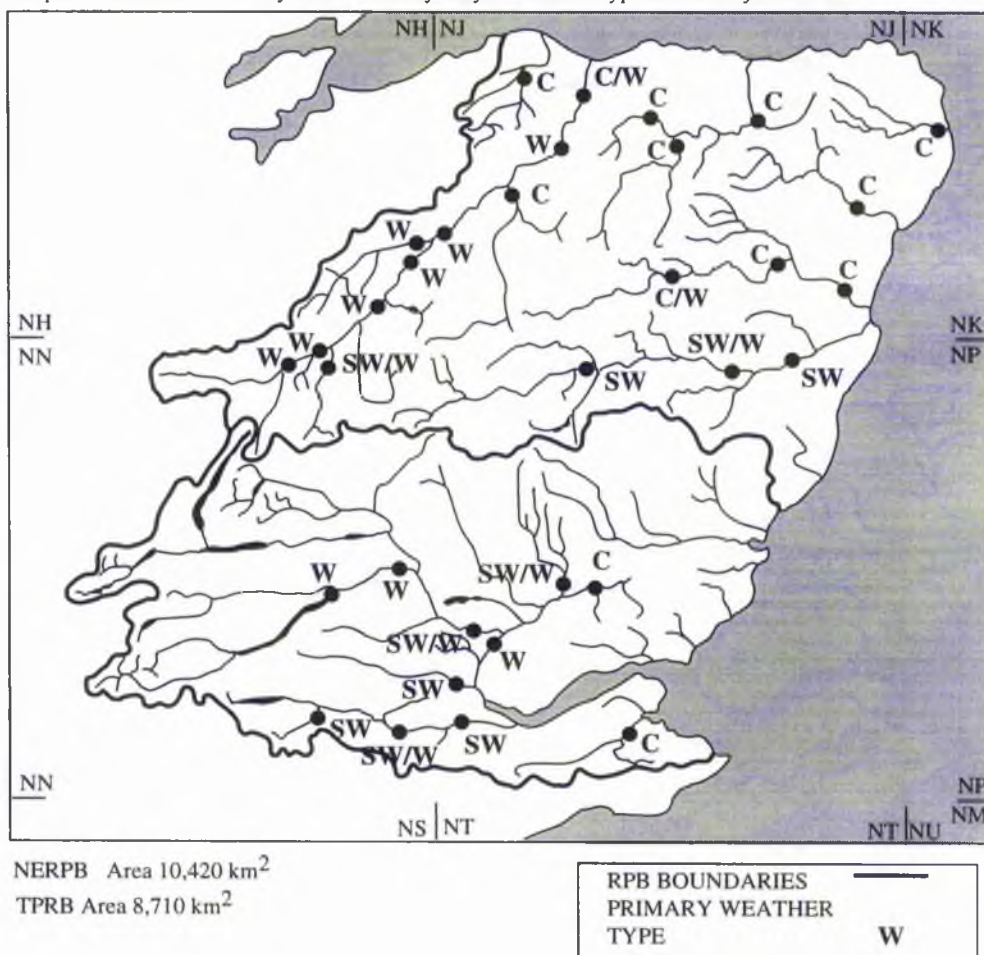 NH NJ
NJ NK
C
C/W
C
C
C
W
C
C
C
W
W
W
C
C
C/W
W
NH
NN
NK
NP
W
W
SW/W
SW/W
SW
SW
SW/W
C
W
W
SW/W
W
SW
SW
SW/W
SW
C
NN
NP
NM
NS NT
NT NU
NERPB Area 10,420 km²
TPRB Area 8,710 km²
RPB BOUNDARIES
PRIMARY WEATHER
TYPE W